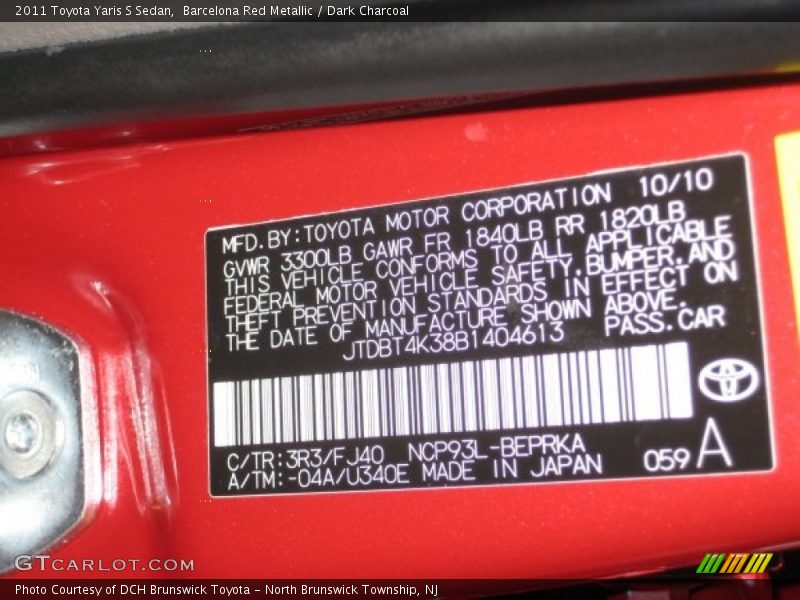 2011 Toyota Yaris S Sedan,  Barcelona Red Metallic / Dark Charcoal
MFD.BY:TOYOTA MOTOR CORPORATION 10/10
GVWR 3300LB GAWR FR 1840LB RR 1820LB
THIS VEHICLE CONFORMS TO ALL APPLICABLE
FEDERAL MOTOR VEHICLE SAFETY,BUMPER,AND
THEFT PREVENTION STANDARDS IN EFFECT ON
THE DATE OF MANUFACTURE SHOWN ABOVE.
JTDBT4K38B1404613 PASS.CAR
C/TR:3R3/FJ40 NCP93L-BEPRKA
A/TM:-04A/U340E MADE IN JAPAN 059 A
GTCARLOT.COM
Photo Courtesy of DCH Brunswick Toyota – North Brunswick Township, NJ